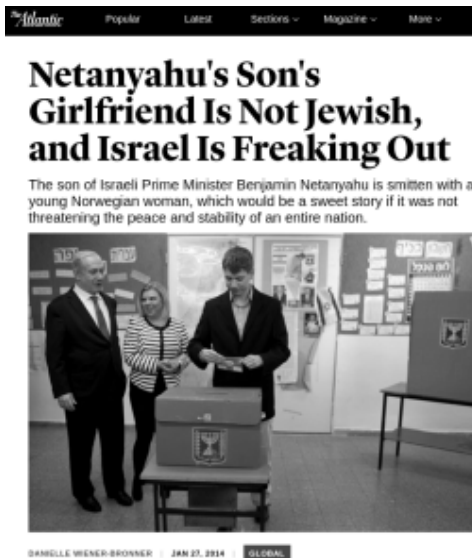 The Atlantic Popular Latest Sections Magazine More
Netanyahu's Son's
Girlfriend Is Not Jewish,
and Israel Is Freaking Out
The son of Israeli Prime Minister Benjamin Netanyahu is smitten with a
young Norwegian woman, which would be a sweet story if it was not
threatening the peace and stability of an entire nation.
DANIELLE WIENER-BRONNER | JAN 27, 2014 | GLOBAL